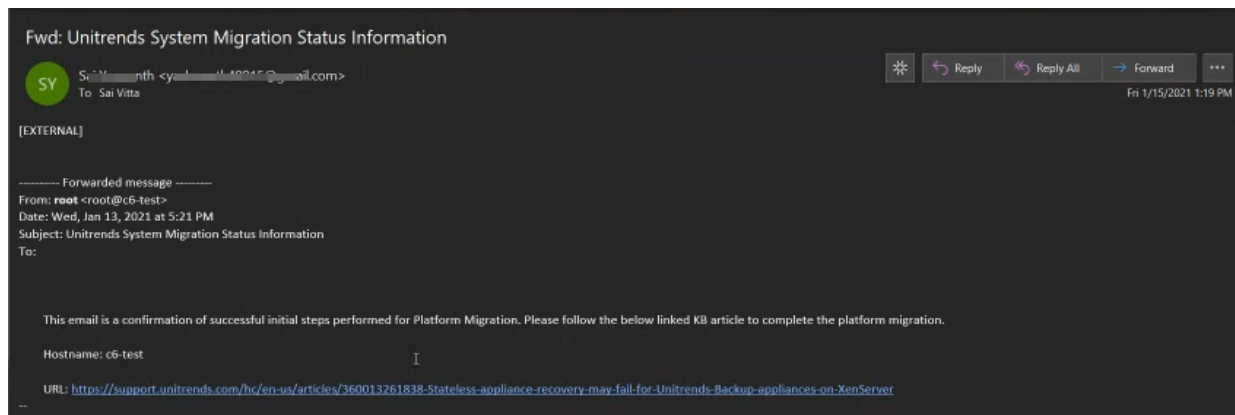 Fwd: Unitrends System Migration Status Information
SY
To Sai Vitta
Reply
Reply All
Forward
Fri 1/15/2021 1:19 PM
[EXTERNAL]
---------- Forwarded message ---------
From: root <root@c6-test>
Date: Wed, Jan 13, 2021 at 5:21 PM
Subject: Unitrends System Migration Status Information
To:
This email is a confirmation of successful initial steps performed for Platform Migration. Please follow the below linked KB article to complete the platform migration.
Hostname: c6-test
URL: https://support.unitrends.com/hc/en-us/articles/360013261838-Stateless-appliance-recovery-may-fail-for-Unitrends-Backup-appliances-on-XenServer
--